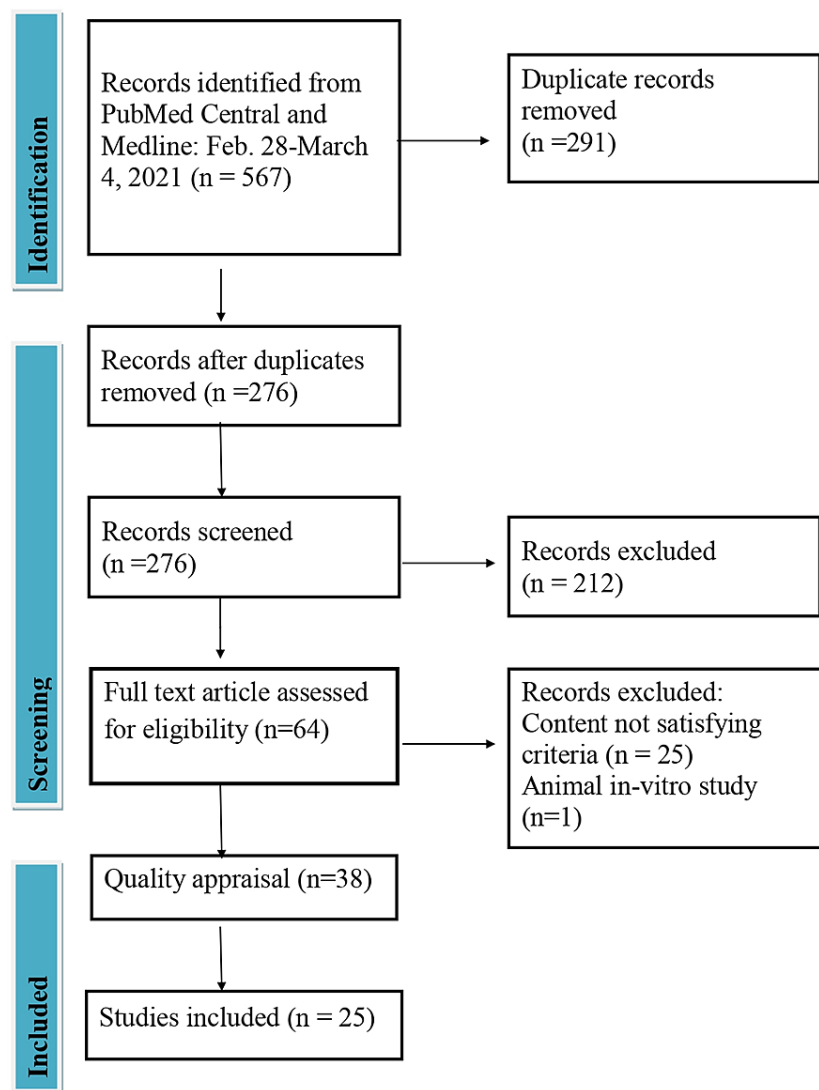 Identification
Records identified from
PubMed Central and
Medline: Feb. 28-March
4, 2021 (n = 567)
Duplicate records
removed
(n =291)
Screening
Records after duplicates
removed (n =276)
Records screened
(n =276)
Records excluded
(n = 212)
Full text article assessed
for eligibility (n=64)
Records excluded:
Content not satisfying
criteria (n = 25)
Animal in-vitro study
(n=1)
Included
Quality appraisal (n=38)
Studies included (n = 25)